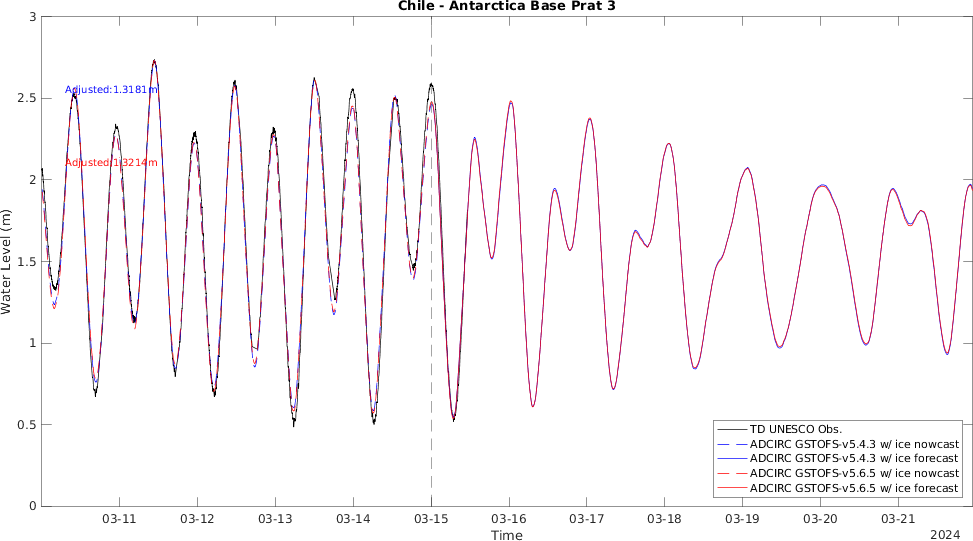 Chile - Antarctica Base Prat 3
3
2.5
2
1.5
1
0.5
0
Water Level (m)
Adjusted:1.3181m
Adjusted:1.3214m
TD UNESCO Obs.
ADCIRC GSTOFS-v5.4.3 w/ ice nowcast
ADCIRC GSTOFS-v5.4.3 w/ ice forecast
ADCIRC GSTOFS-v5.6.5 w/ ice nowcast
ADCIRC GSTOFS-v5.6.5 w/ ice forecast
03-11 03-12 03-13 03-14 03-15 03-16 03-17 03-18 03-19 03-20 03-21
Time
2024